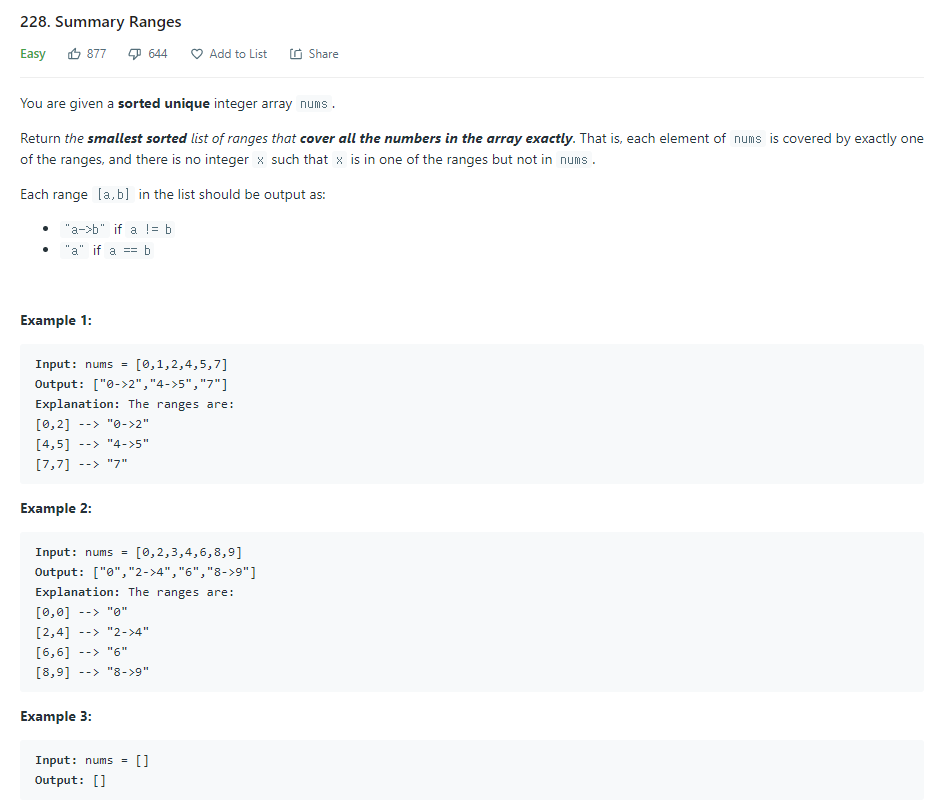 228. Summary Ranges
Easy 877 644 Add to List Share
You are given a sorted unique integer array nums.
Return the smallest sorted list of ranges that cover all the numbers in the array exactly. That is, each element of nums is covered by exactly one
of the ranges, and there is no integer x such that x is in one of the ranges but not in nums.
Each range [a,b] in the list should be output as:
• "a->b" if a != b
• "a" if a == b
Example 1:
Input: nums = [0,1,2,4,5,7]
Output: ["0->2","4->5","7"]
Explanation: The ranges are:
[0,2] --> "0->2"
[4,5] --> "4->5"
[7,7] --> "7"
Example 2:
Input: nums = [0,2,3,4,6,8,9]
Output: ["0","2->4","6","8->9"]
Explanation: The ranges are:
[0,0] --> "0"
[2,4] --> "2->4"
[6,6] --> "6"
[8,9] --> "8->9"
Example 3:
Input: nums = []
Output: []